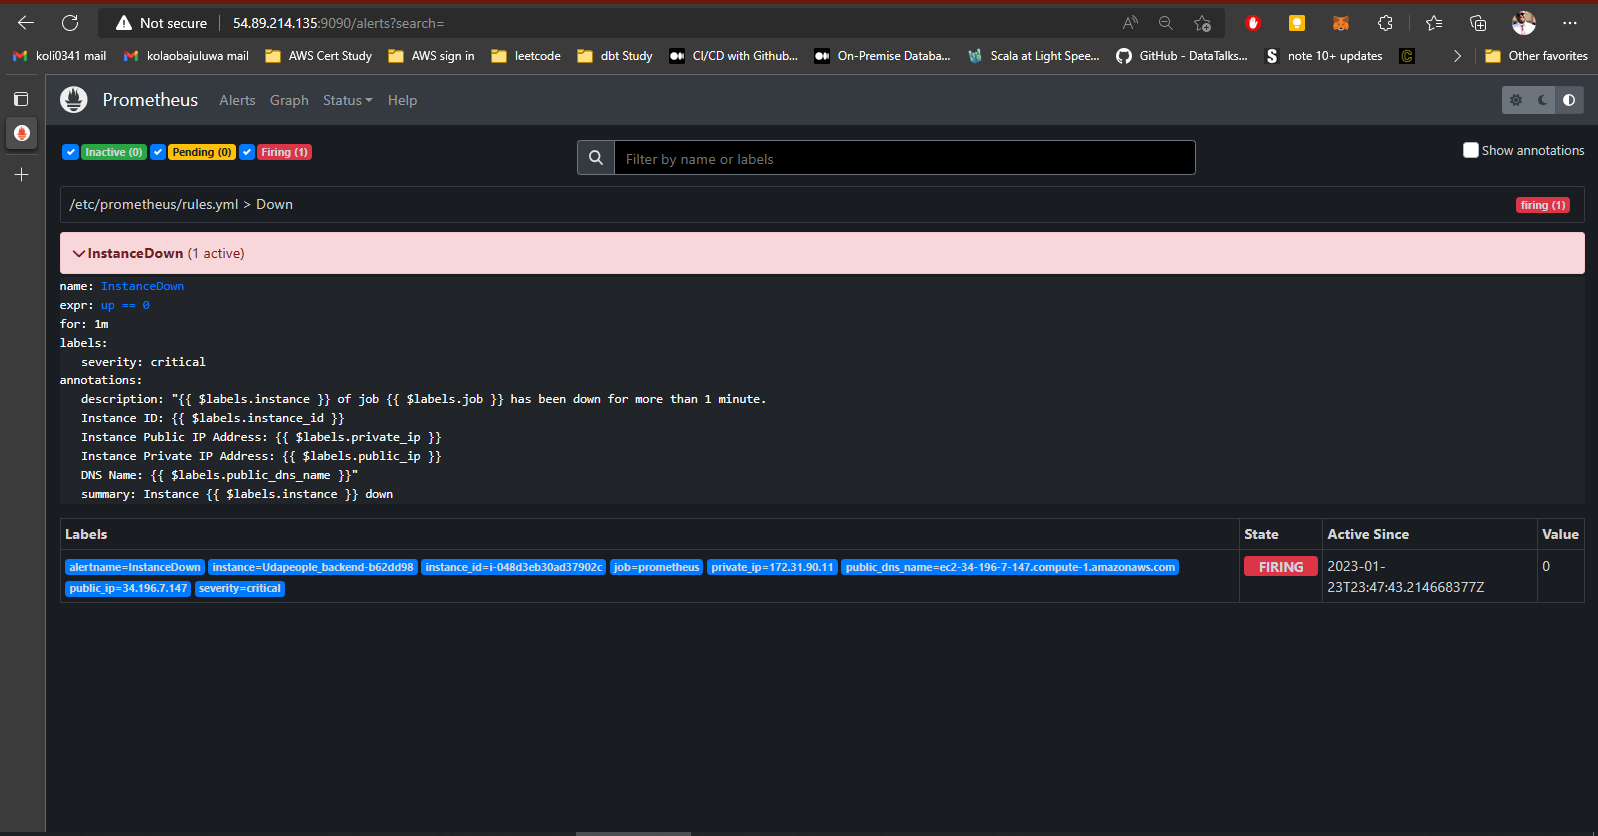 Not secure 54.89.214.135:9090/alerts?search=
koli0341 mail kolaobajuluwa mail AWS Cert Study AWS sign in leetcode dbt Study CI/CD with Github... On-Premise Databa... Scala at Light Spee... GitHub - DataTalks... note 10+ updates Other favorites
Prometheus Alerts Graph Status Help
Inactive (0) Pending (0) Firing (1) Filter by name or labels Show annotations
/etc/prometheus/rules.yml > Down firing (1)
InstanceDown (1 active)
name: InstanceDown
expr: up == 0
for: 1m
labels:
severity: critical
annotations:
description: "{{ $labels.instance }} of job {{ $labels.job }} has been down for more than 1 minute.
Instance ID: {{ $labels.instance_id }}
Instance Public IP Address: {{ $labels.private_ip }}
Instance Private IP Address: {{ $labels.public_ip }}
DNS Name: {{ $labels.public_dns_name }}"
summary: Instance {{ $labels.instance }} down
Labels State Active Since Value
alertname=InstanceDown instance=Udapeople_backend-b62dd98 instance_id=i-048d3eb30ad37902c job=prometheus private_ip=172.31.90.11 public_dns_name=ec2-34-196-7-147.compute-1.amazonaws.com FIRING 2023-01- 0
public_ip=34.196.7.147 severity=critical 23T23:47:43.214668377Z